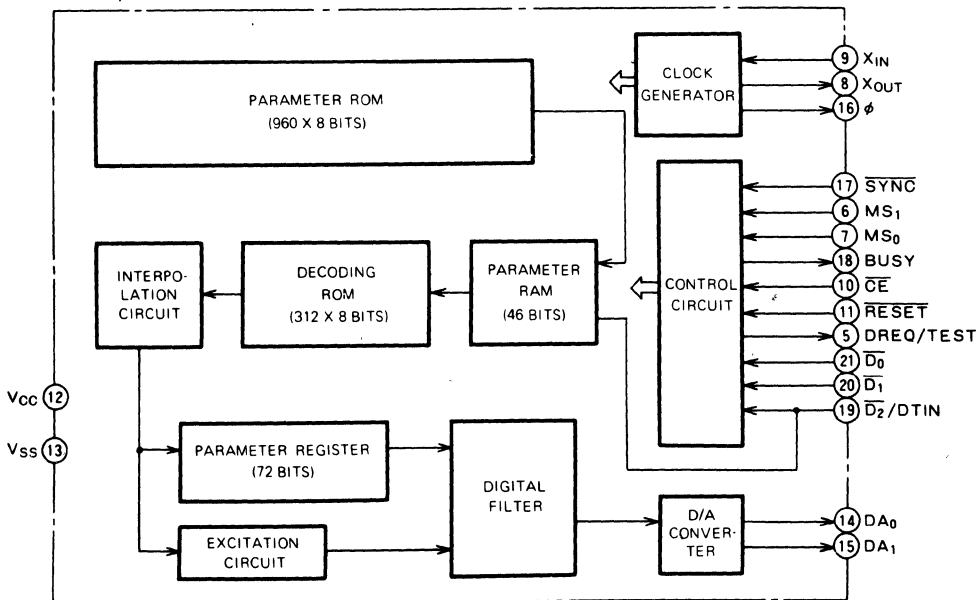 PARAMETER ROM
(960 X 8 BITS)
CLOCK
GENERATOR
9 XIN
8 XOUT
16 ϕ
17 SYNC
6 MS1
7 MS0
18 BUSY
10 CE
11 RESET
5 DREQ/TEST
21 D0
20 D1
19 D2/DTIN
CONTROL
CIRCUIT
INTERPO-
LATION
CIRCUIT
DECODING
ROM
(312 X 8 BITS)
PARAMETER
RAM
(46 BITS)
VCC 12
VSS 13
PARAMETER REGISTER
(72 BITS)
EXCITATION
CIRCUIT
DIGITAL
FILTER
D/A
CONVER-
TER
14 DA0
15 DA1